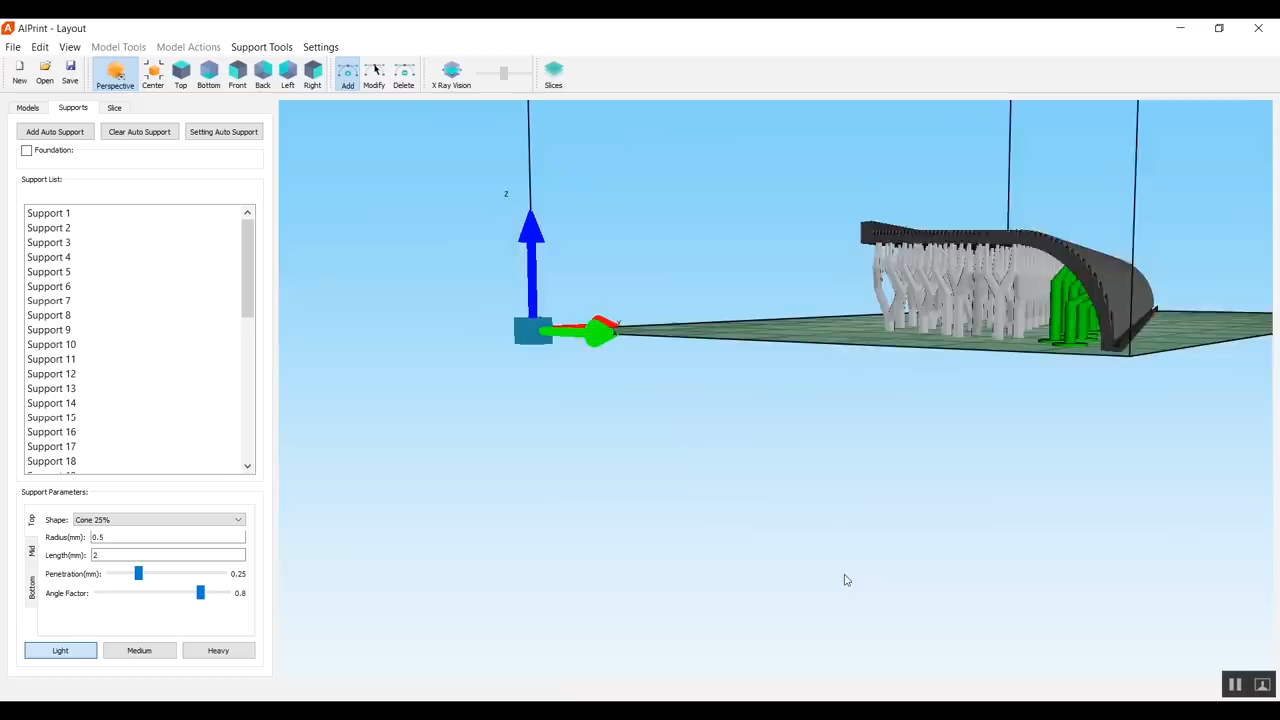 AIPrint - Layout
File Edit View Model Tools Model Actions Support Tools Settings
New Open Save Perspective Center Top Bottom Front Back Left Right Add Modify Delete X Ray Vision Slices
Models Supports Slice
Add Auto Support Clear Auto Support Setting Auto Support
Foundation:
Support List:
Support 1
Support 2
Support 3
Support 4
Support 5
Support 6
Support 7
Support 8
Support 9
Support 10
Support 11
Support 12
Support 13
Support 14
Support 15
Support 16
Support 17
Support 18
Support Parameters:
Top
Mid
Bottom
Shape: Cone 25%
Radius(mm): 0.5
Length(mm): 2
Penetration(mm): 0.25
Angle Factor: 0.8
Light Medium Heavy
Z
Y